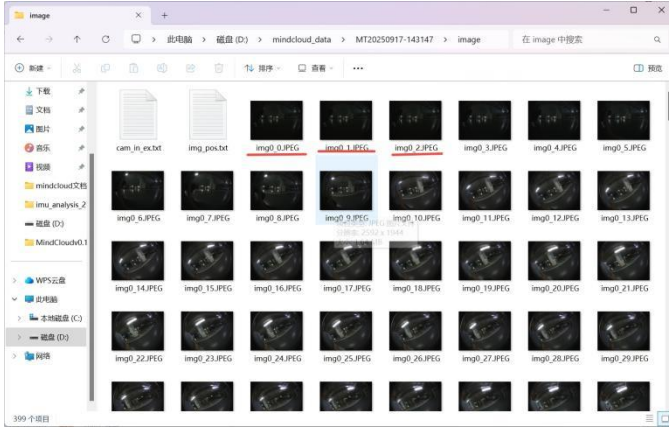 image
此电脑 > 磁盘 (D:) > mindcloud_data > MT20250917-143147 > image
在 image 中搜索
新建
排序
查看
预览
下载
文档
图片
音乐
视频
mindcloud文档
imu_analysis_2
磁盘 (D:)
MindCloudv0.1
WPS云盘
此电脑
本地磁盘 (C:)
磁盘 (D:)
网络
cam_in_ex.txt
img_pos.txt
img0_0.JPEG
img0_1.JPEG
img0_2.JPEG
img0_3.JPEG
img0_4.JPEG
img0_5.JPEG
img0_6.JPEG
img0_7.JPEG
img0_8.JPEG
img0_9.JPEG
img0_10.JPEG
img0_11.JPEG
img0_12.JPEG
img0_13.JPEG
img0_14.JPEG
img0_15.JPEG
img0_16.JPEG
img0_17.JPEG
img0_18.JPEG
img0_19.JPEG
img0_20.JPEG
img0_21.JPEG
img0_22.JPEG
img0_23.JPEG
img0_24.JPEG
img0_25.JPEG
img0_26.JPEG
img0_27.JPEG
img0_28.JPEG
img0_29.JPEG
399 个项目